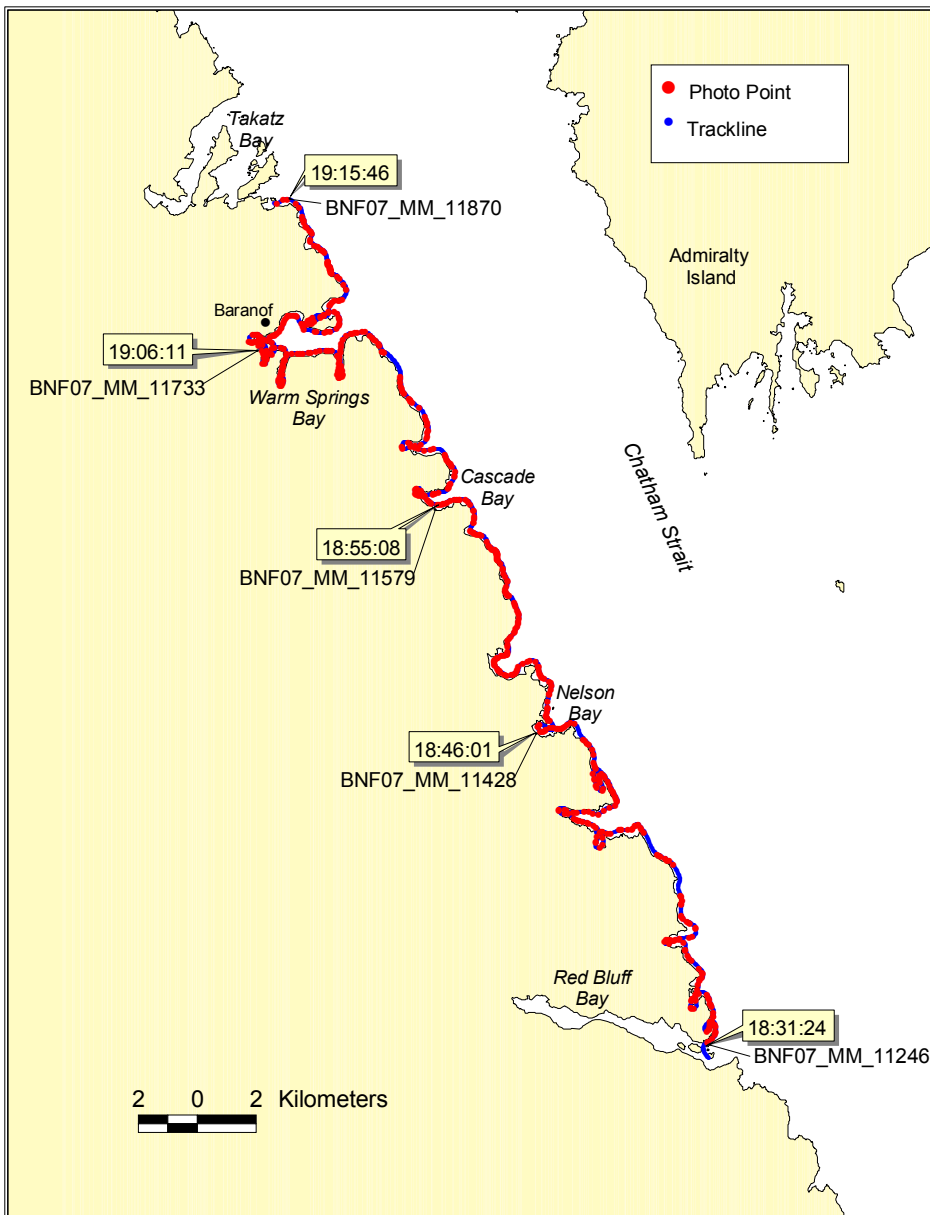 Photo Point
Trackline
Takatz
Bay
19:15:46
BNF07_MM_11870
Admiralty
Island
Baranof
19:06:11
BNF07_MM_11733
Warm Springs
Bay
Chatham Strait
Cascade
Bay
18:55:08
BNF07_MM_11579
Nelson
Bay
18:46:01
BNF07_MM_11428
Red Bluff
Bay
18:31:24
BNF07_MM_11246
2 0 2 Kilometers